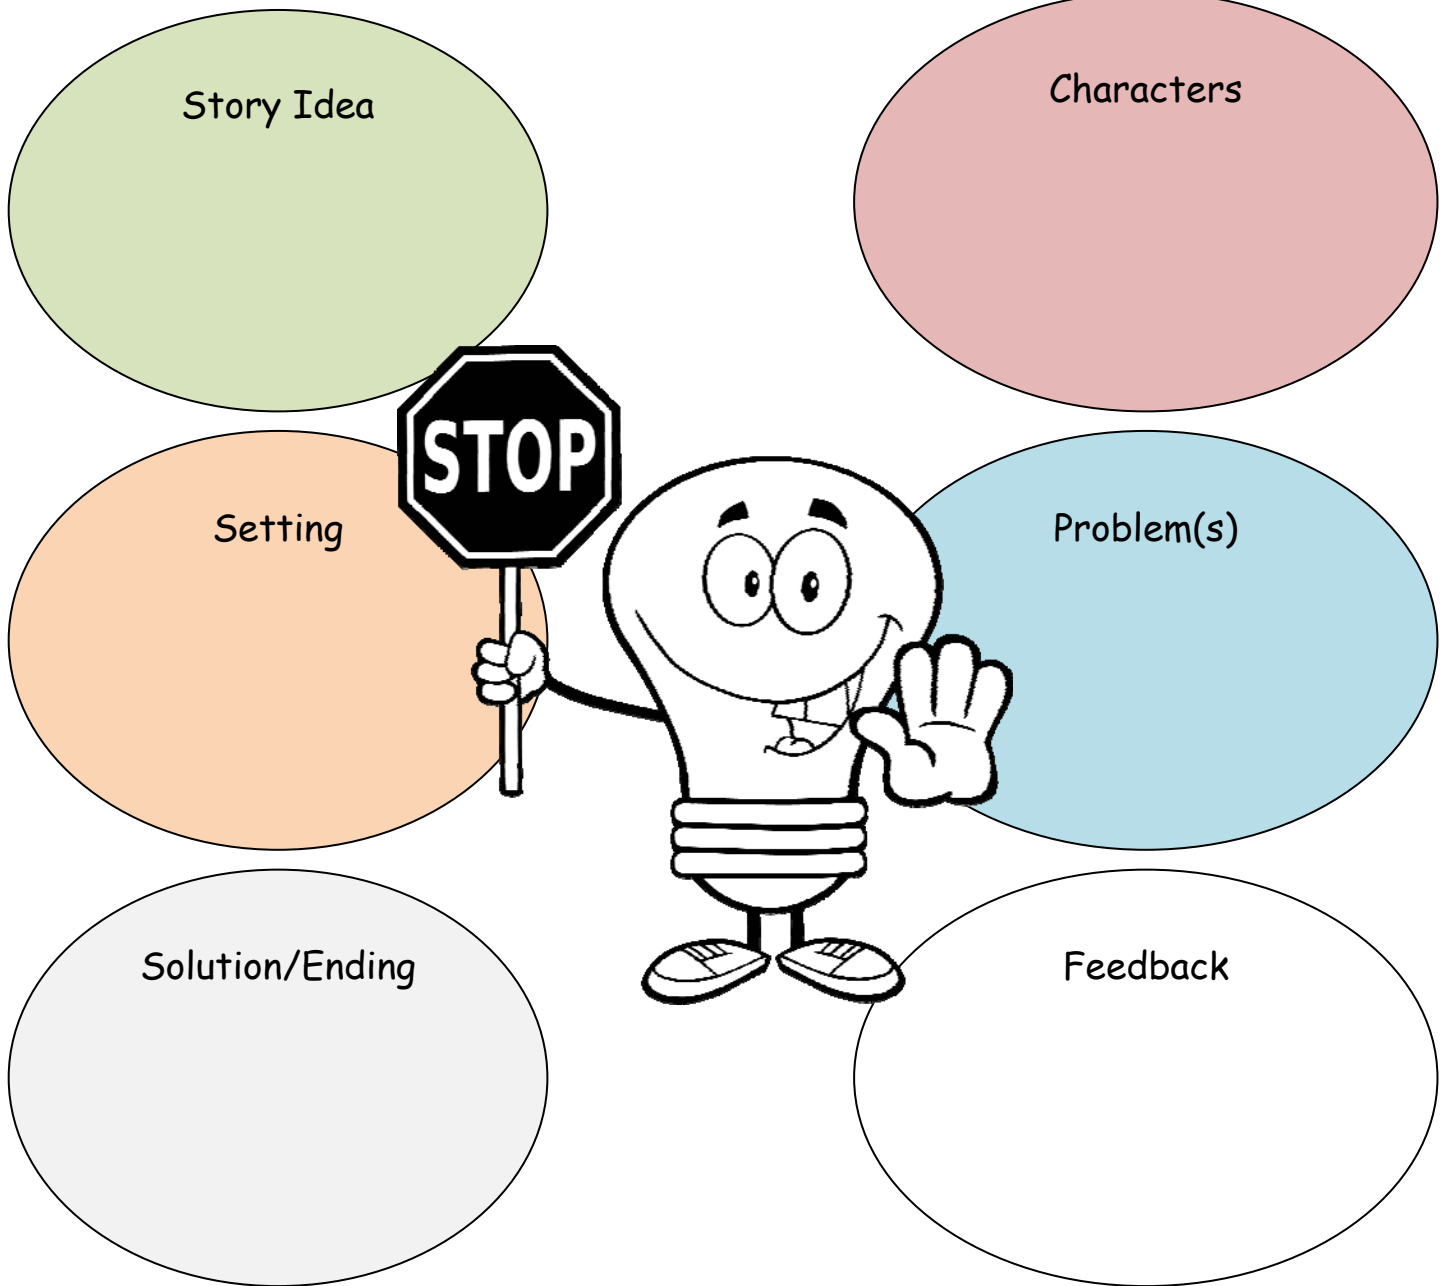 Story Idea
Characters
STOP
Setting
Problem(s)
Solution/Ending
Feedback